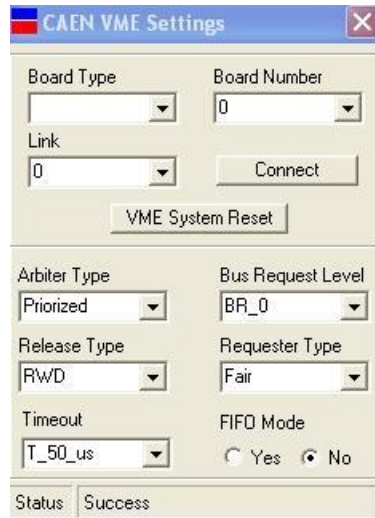 CAEN VME Settings
Board Type Board Number
0
Link
0 Connect
VME System Reset
Arbiter Type Bus Request Level
Priorized BR_0
Release Type Requester Type
RWD Fair
Timeout FIFO Mode
T_50_us Yes No
Status Success